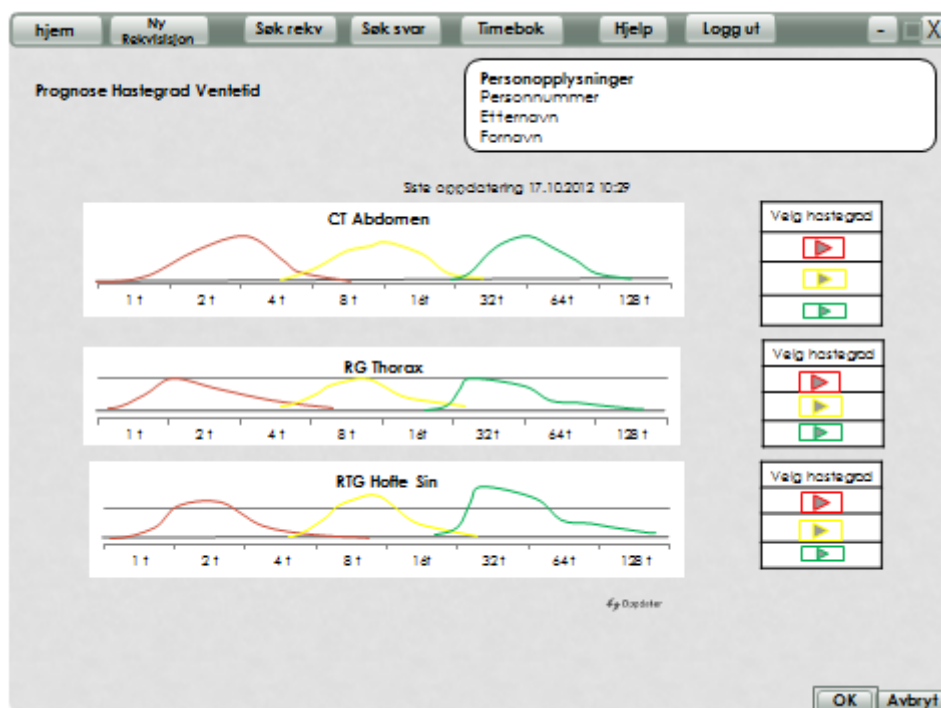 hjem
Ny
Rekvisisjon
Søk rekv
Søk svar
Timebok
Hjelp
Logg ut
-
X
Prognose Hastegrad Ventetid
Personopplysninger
Personnummer
Etternavn
Fornavn
Siste oppdatering 17.10.2012 10:29
CT Abdomen
1 t 2 t 4 t 8 t 16t 32t 64t 128 t
Velg hastegrad
RG Thorax
1 t 2 t 4 t 8 t 16t 32t 64t 128 t
Velg hastegrad
RTG Hofte Sin
1 t 2 t 4 t 8 t 16t 32t 64t 128 t
Velg hastegrad
Oppdater
OK
Avbryt